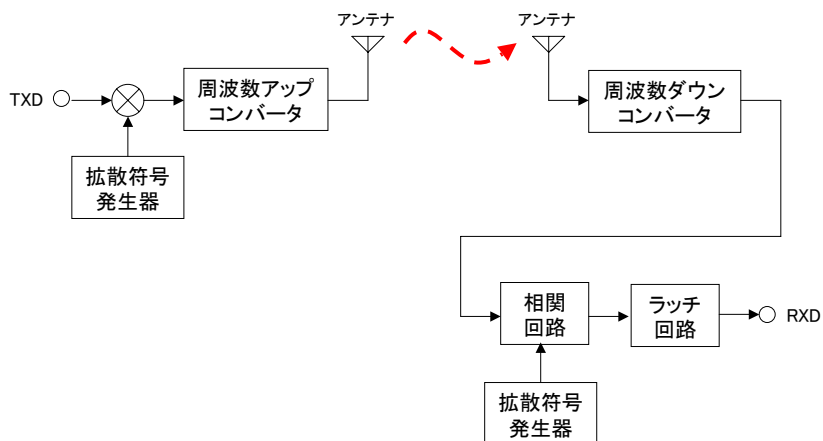 アンテナ
アンテナ
TXD
周波数アップ
コンバータ
周波数ダウン
コンバータ
拡散符号
発生器
相関
回路
ラッチ
回路
RXD
拡散符号
発生器